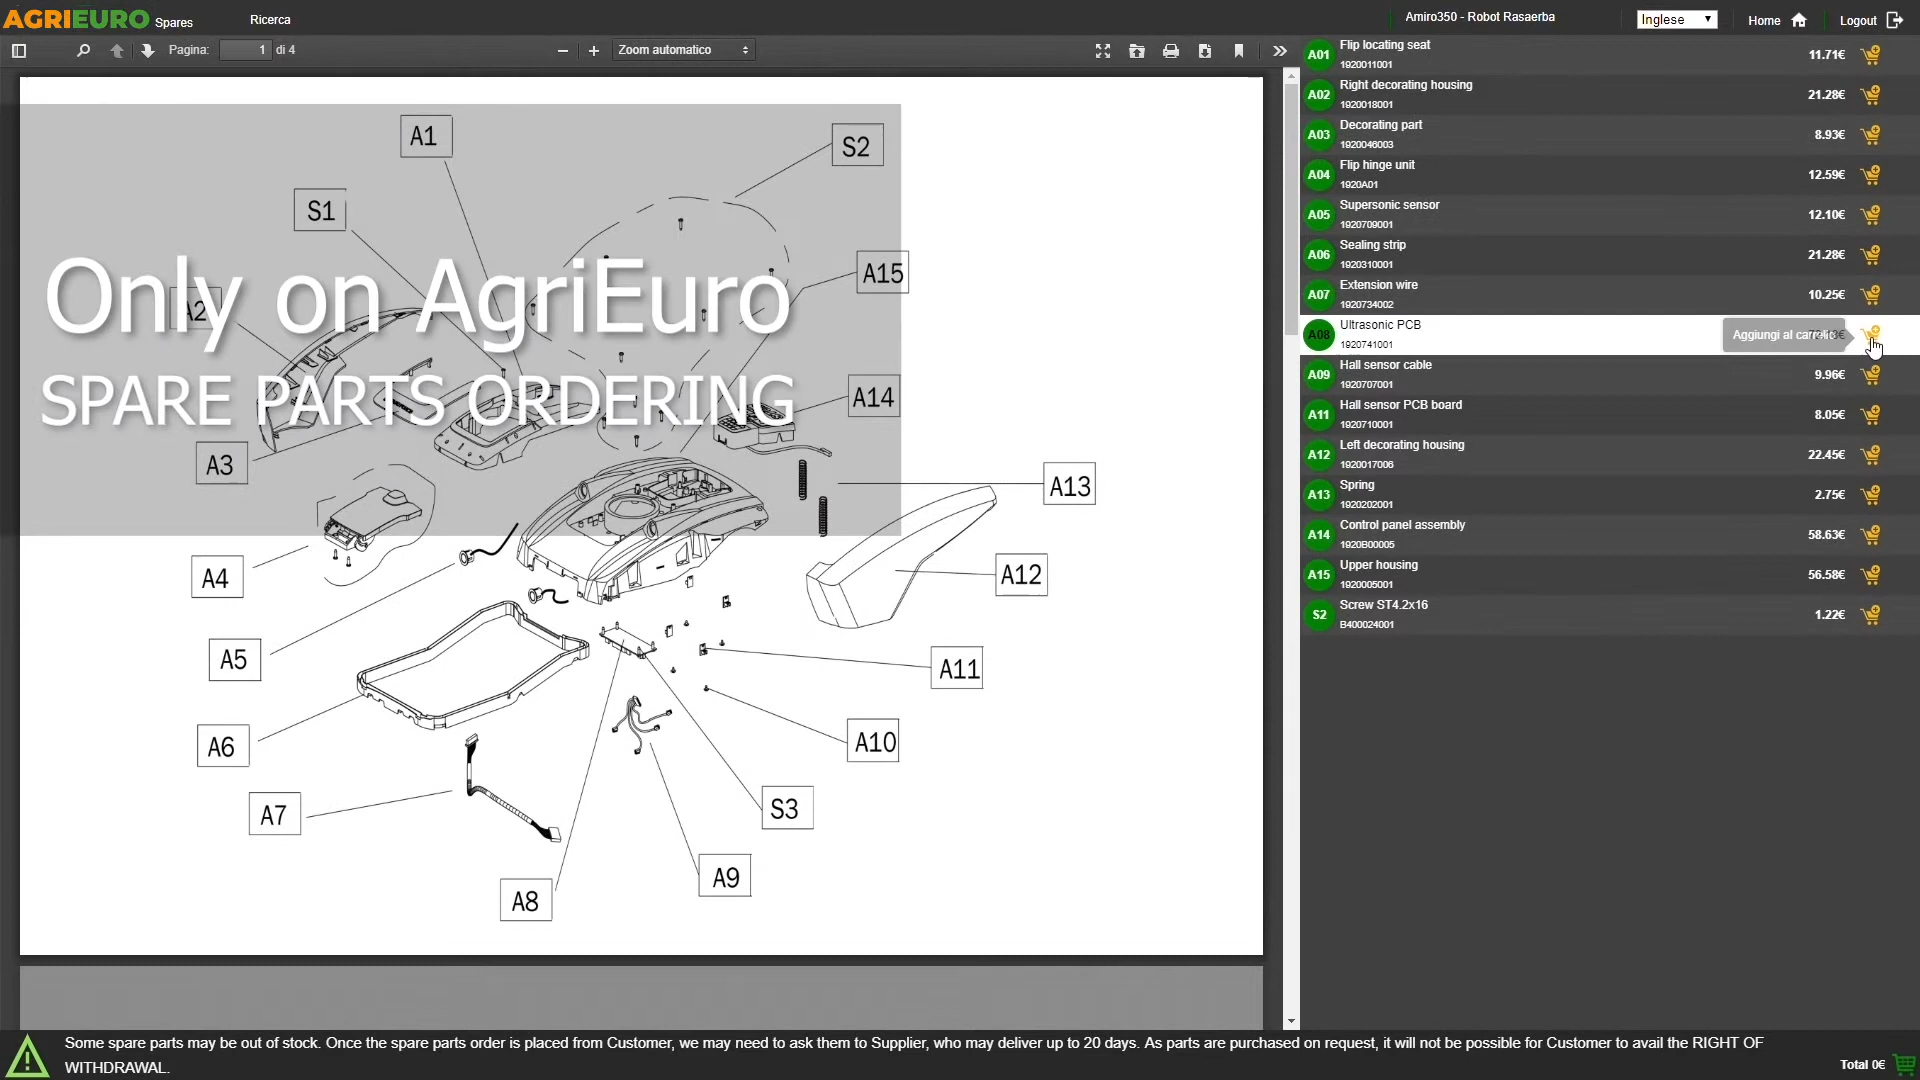 AGRIEURO Spares
Ricerca
Amiro350 - Robot Rasaerba
Inglese
Home
Logout
Pagina: 1 di 4
Zoom automatico
A1
S2
S1
A15
A2
Only on AgriEuro
SPARE PARTS ORDERING
A14
A3
A13
A4
A12
A5
A11
A6
A10
A7
S3
A9
A8
A01 Flip locating seat 11.71€
1920011001
A02 Right decorating housing 21.28€
1920018001
A03 Decorating part 8.93€
1920046003
A04 Flip hinge unit 12.59€
1920A01
A05 Supersonic sensor 12.10€
1920709001
A06 Sealing strip 21.28€
1920310001
A07 Extension wire 10.25€
1920734002
A08 Ultrasonic PCB Aggiungi al carrello
1920741001
A09 Hall sensor cable 9.96€
1920707001
A11 Hall sensor PCB board 8.05€
1920710001
A12 Left decorating housing 22.45€
1920017006
A13 Spring 2.75€
1920202001
A14 Control panel assembly 58.63€
1920B00005
A15 Upper housing 56.58€
1920005001
S2 Screw ST4.2x16 1.22€
B400024001
Some spare parts may be out of stock. Once the spare parts order is placed from Customer, we may need to ask them to Supplier, who may deliver up to 20 days. As parts are purchased on request, it will not be possible for Customer to avail the RIGHT OF
WITHDRAWAL.
Total 0€